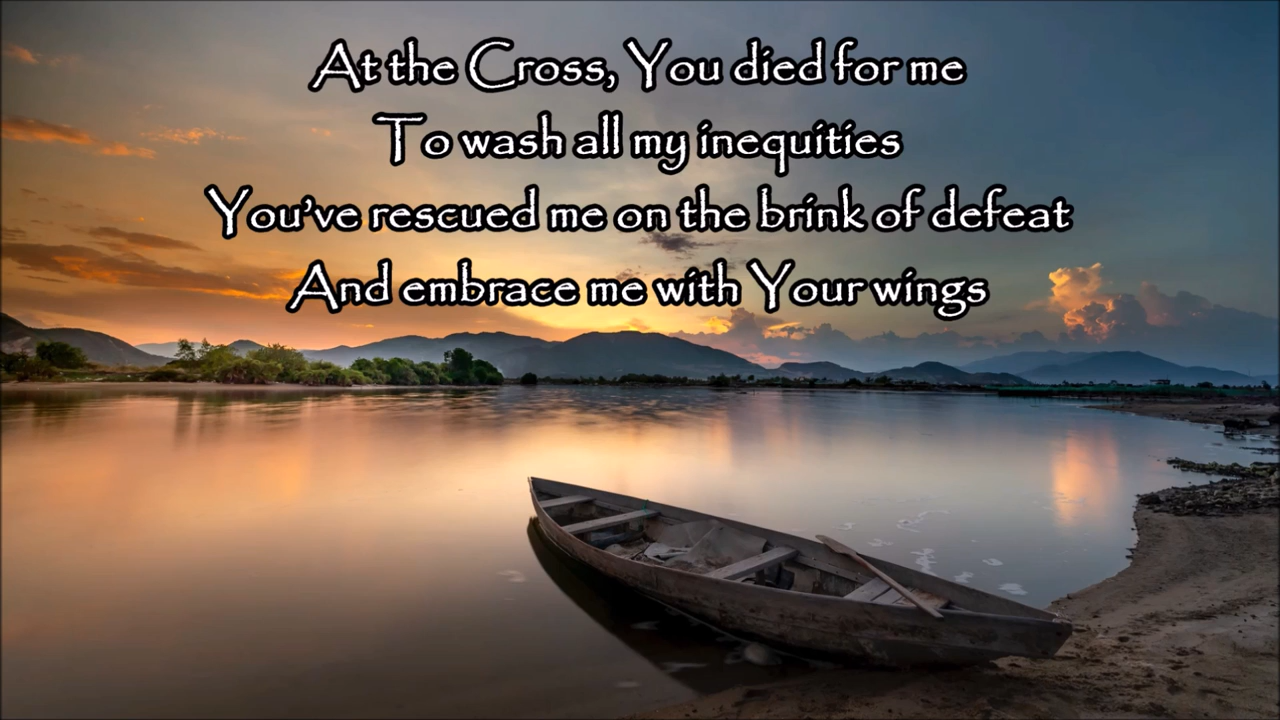 At the Cross, You died for me
To wash all my inequities
You've rescued me on the brink of defeat
And embrace me with Your wings